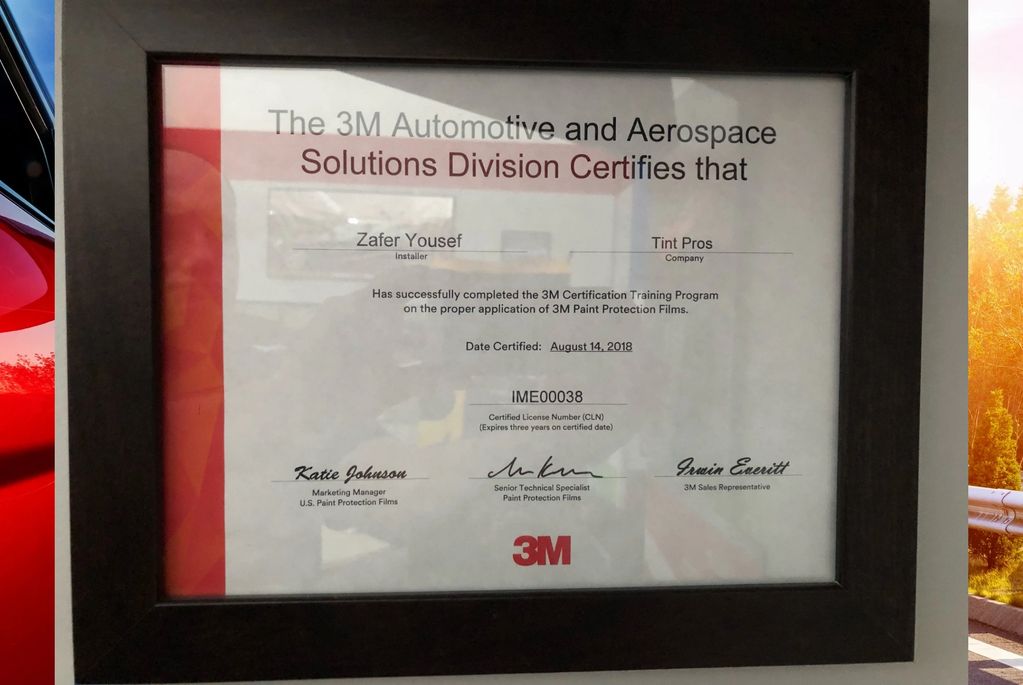 The 3M Automotive and Aerospace
Solutions Division Certifies that
Zafer Yousef
Installer
Tint Pros
Company
Has successfully completed the 3M Certification Training Program
on the proper application of 3M Paint Protection Films.
Date Certified: August 14, 2018
IME00038
Certified License Number (CLN)
(Expires three years on certified date)
Katie Johnson
Marketing Manager
U.S. Paint Protection Films
Senior Technical Specialist
Paint Protection Films
Irwin Everitt
3M Sales Representative
3M